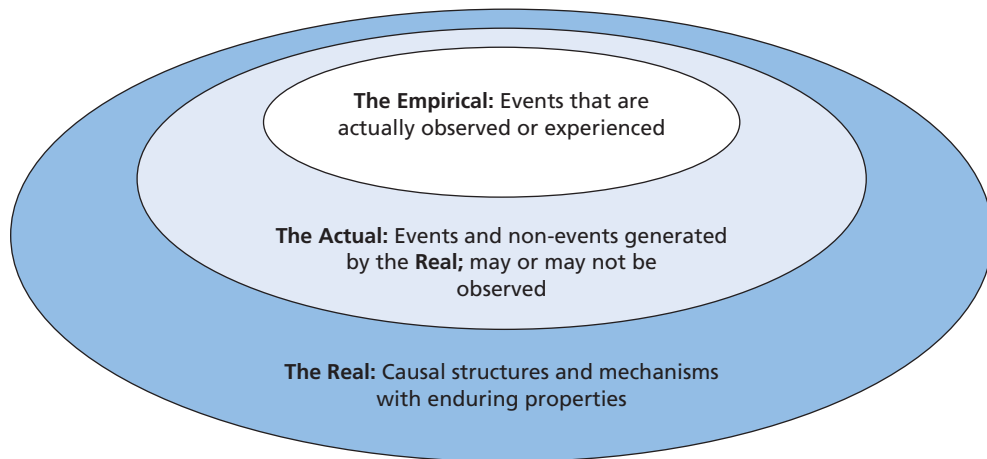 The Empirical: Events that are
actually observed or experienced
The Actual: Events and non-events generated
by the Real; may or may not be
observed
The Real: Causal structures and mechanisms
with enduring properties